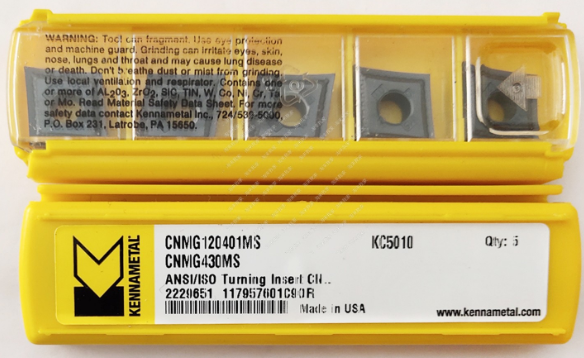 WARNING: Tool can fragment. Use eye protection
and machine guard. Grinding can irritate eyes, skin,
nose, lungs and throat and may cause lung disease
or death. Don't breathe dust or mist from grinding.
Use local ventilation and respirator. Contains one
or more of AL2O3, ZrO2, SiC, TiN, W, Co, Ni, Cr, Ta
or Mo. Read Material Safety Data Sheet. For more
safety data contact Kennametal Inc., 724/539-5000,
P.O. Box 231, Latrobe, PA 15650.
KENNAMETAL
CNMG120401MS KC5010 Qty: 5
CNMG430MS
ANSI/ISO Turning Insert CN..
2220651
Made in USA
www.kennametal.com